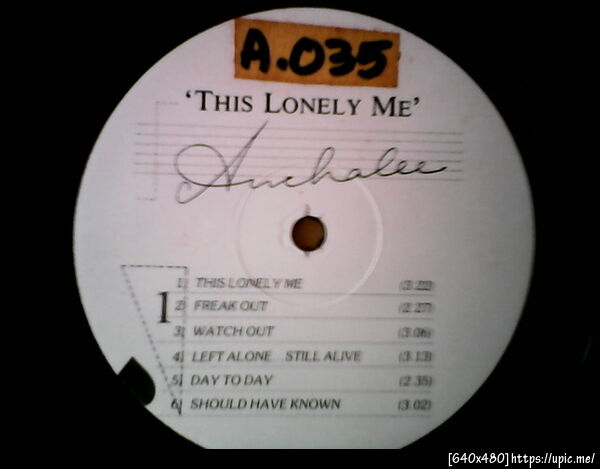 A.035
'THIS LONELY ME'
Anchalee
1
1) THIS LONELY ME (3:22)
2) FREAK OUT (2:27)
3) WATCH OUT (3:06)
4) LEFT ALONE STILL ALIVE (3:13)
5) DAY TO DAY (2.35)
6) SHOULD HAVE KNOWN (3.02)
[640x480]https://upic.me/